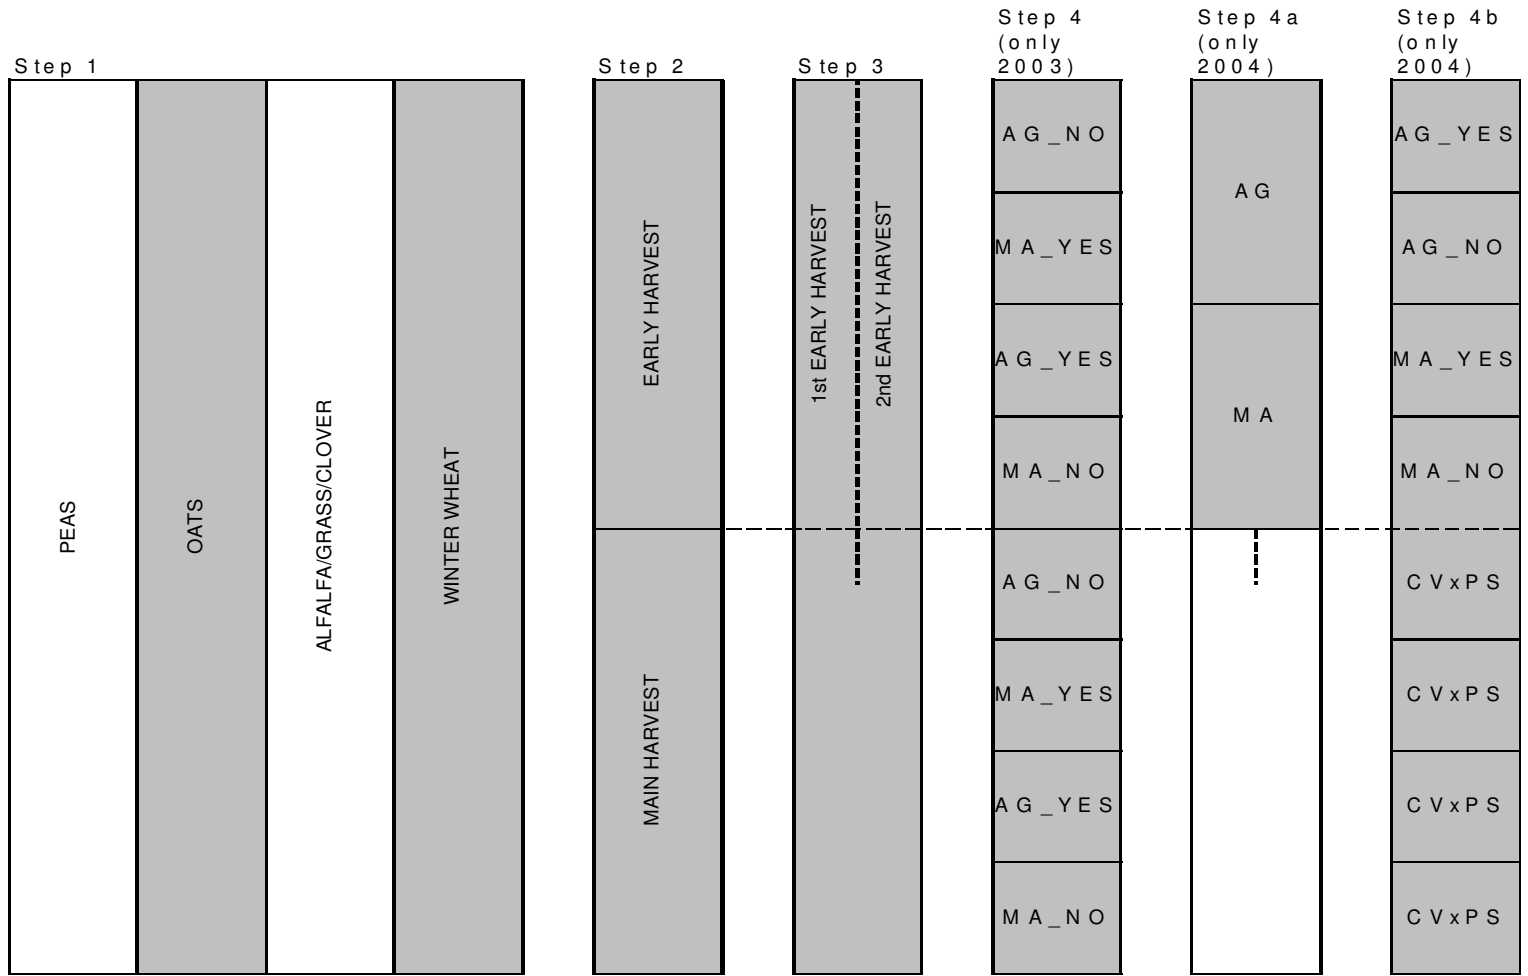 Step 1
PEAS
OATS
ALFALFA/GRASS/CLOVER
WINTER WHEAT
Step 2
EARLY HARVEST
MAIN HARVEST
Step 3
1st EARLY HARVEST
2nd EARLY HARVEST
Step 4
(only
2003)
AG_NO
MA_YES
AG_YES
MA_NO
AG_NO
MA_YES
AG_YES
MA_NO
Step 4a
(only
2004)
AG
MA
Step 4b
(only
2004)
AG_YES
AG_NO
MA_YES
MA_NO
CVxPS
CVxPS
CVxPS
CVxPS